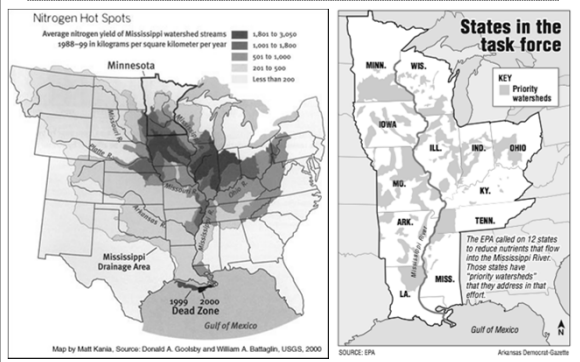 Nitrogen Hot Spots
Average nitrogen yield of Mississippi watershed streams
1988–99 in kilograms per square kilometer per year
1,801 to 3,050
1,001 to 1,800
501 to 1,000
201 to 500
Less than 200
Minnesota
Missouri R.
Platte R.
Missouri R.
Ohio R.
Arkansas R.
Mississippi R.
Mississippi
Drainage Area
1999 2000
Dead Zone
Gulf of Mexico
Map by Matt Kania, Source: Donald A. Goolsby and William A. Battaglin, USGS, 2000
States in the
task force
KEY
Priority
watersheds
MINN.
WIS.
IOWA
ILL.
IND.
OHIO
MO.
KY.
ARK.
TENN.
Mississippi River
MISS.
LA.
The EPA called on 12 states
to reduce nutrients that flow
into the Mississippi River.
Those states have
"priority watersheds"
that they address in that
effort.
Gulf of Mexico
N
SOURCE: EPA
Arkansas Democrat-Gazette